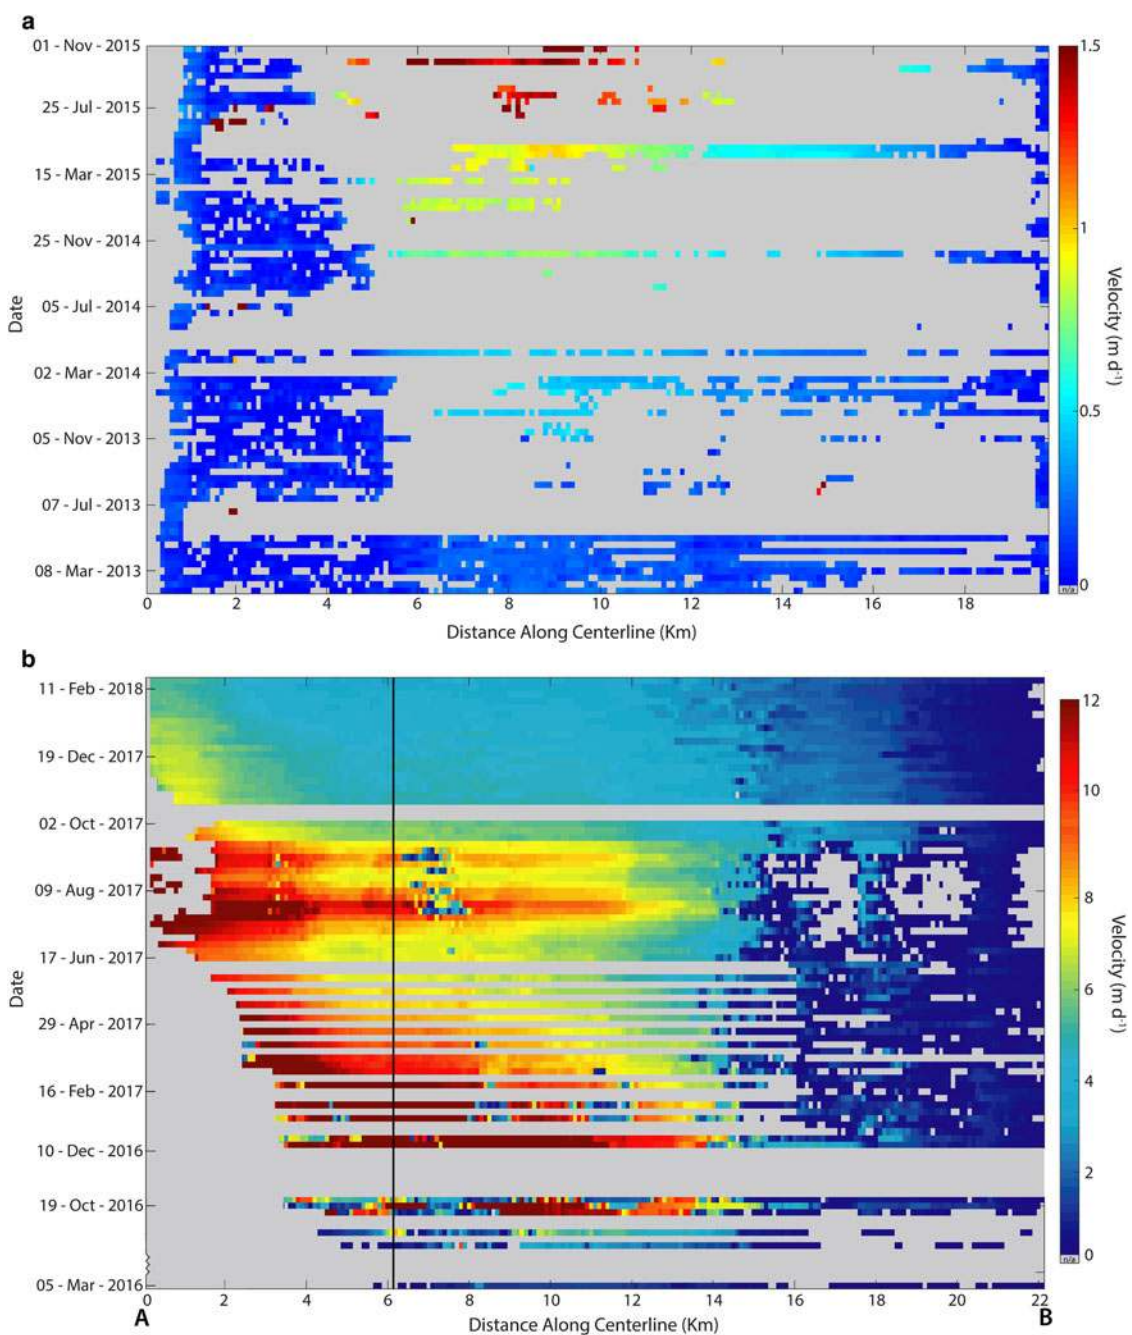 a
01 - Nov - 2015
25 - Jul - 2015
15 - Mar - 2015
25 - Nov - 2014
05 - Jul - 2014
02 - Mar - 2014
05 - Nov - 2013
07 - Jul - 2013
08 - Mar - 2013
Date
0 2 4 6 8 10 12 14 16 18
Distance Along Centerline (Km)
1.5
1
0.5
0
n/a
Velocity (m d⁻¹)
b
11 - Feb - 2018
19 - Dec - 2017
02 - Oct - 2017
09 - Aug - 2017
17 - Jun - 2017
29 - Apr - 2017
16 - Feb - 2017
10 - Dec - 2016
19 - Oct - 2016
05 - Mar - 2016
Date
0 2 4 6 8 10 12 14 16 18 20 22
A B
Distance Along Centerline (Km)
12
10
8
6
4
2
0
n/a
Velocity (m d⁻¹)